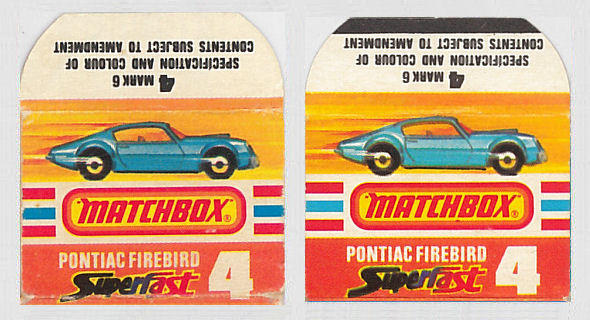 4 MARK 6
SPECIFICATION AND COLOUR OF
CONTENTS SUBJECT TO AMENDMENT
MATCHBOX®
PONTIAC FIREBIRD
Superfast 4
4 MARK 6
SPECIFICATION AND COLOUR OF
CONTENTS SUBJECT TO AMENDMENT
MATCHBOX®
PONTIAC FIREBIRD
Superfast 4